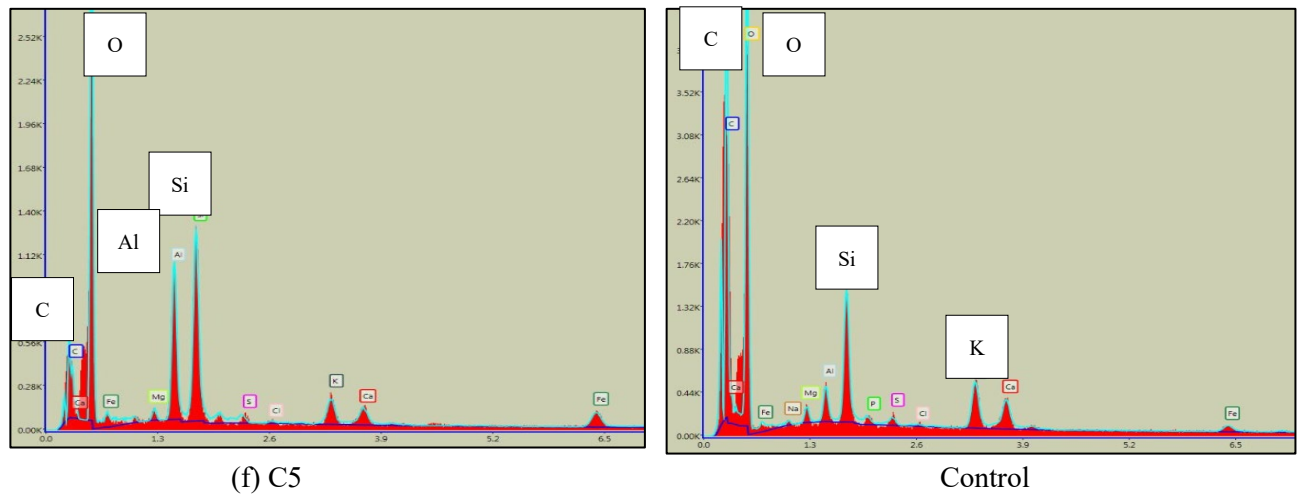 O
2.52K
2.24K
1.96K
1.68K
Si
1.40K
Al
1.12K
Al
C
C
0.56K
0.28K
Ca
Fe
Mg
S
Cl
K
Ca
Fe
0.00K
0.0
1.3
2.6
3.9
5.2
6.5
(f) C5
C
O
O
3.52K
C
3.08K
2.64K
2.20K
Si
1.76K
1.32K
K
0.88K
Al
Ca
Ca
Mg
0.44K
Fe
Na
P
S
Cl
Fe
0.00K
0.0
1.3
2.6
3.9
5.2
6.5
Control